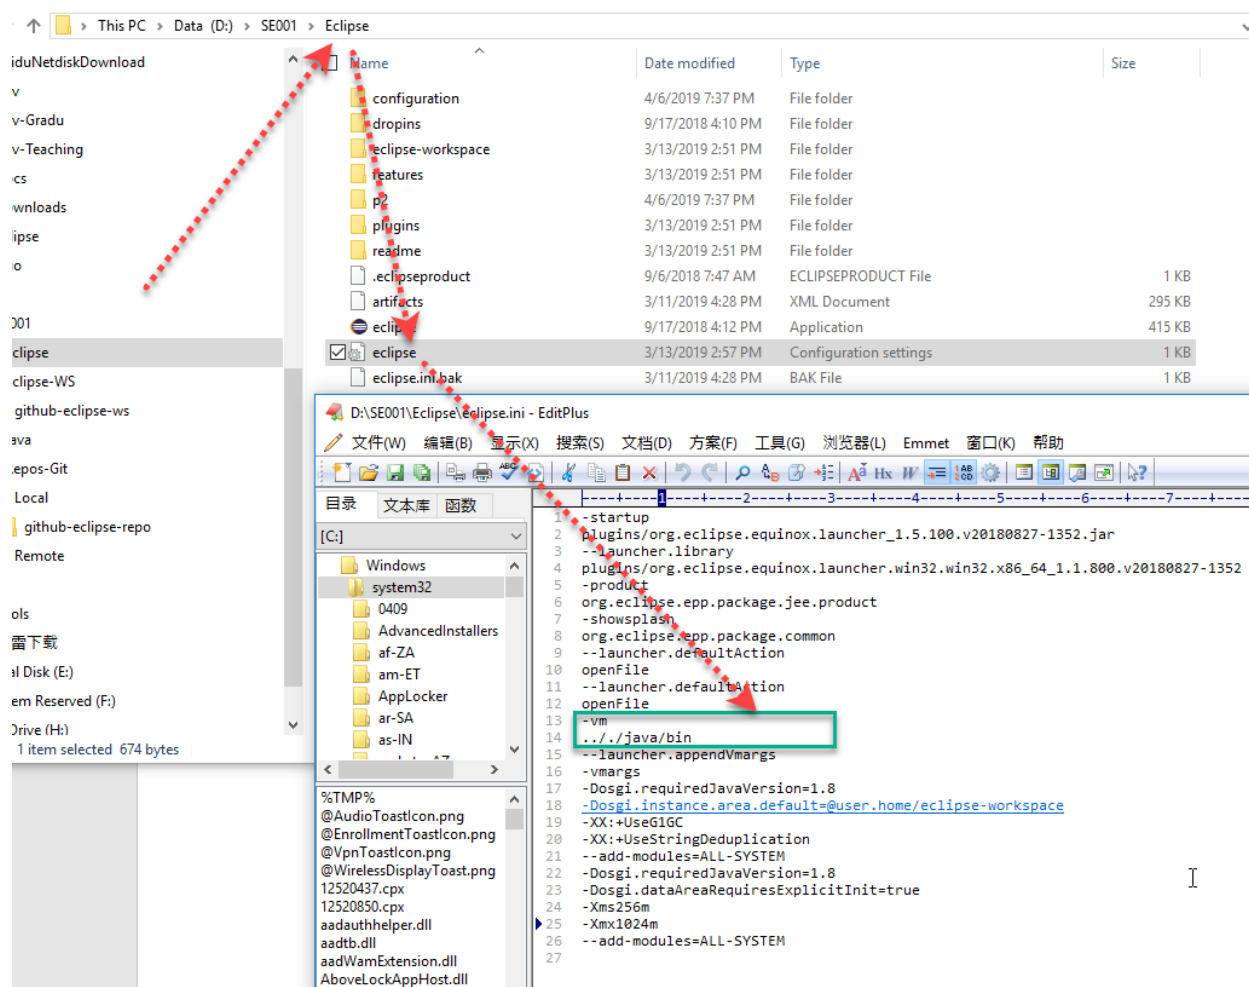 This PC > Data (D:) > SE001 > Eclipse
iduNetdiskDownload
v
v-Gradu
v-Teaching
cs
wnloads
lipse
o
001
clipse
clipse-WS
github-eclipse-ws
ava
epos-Git
Local
github-eclipse-repo
Remote
ols
雷下载
al Disk (E:)
em Reserved (F:)
Drive (H:)
1 item selected 674 bytes
Name Date modified Type Size
configuration 4/6/2019 7:37 PM File folder
dropins 9/17/2018 4:10 PM File folder
eclipse-workspace 3/13/2019 2:51 PM File folder
features 3/13/2019 2:51 PM File folder
p2 4/6/2019 7:37 PM File folder
plugins 3/13/2019 2:51 PM File folder
readme 3/13/2019 2:51 PM File folder
.eclipseproduct 9/6/2018 7:47 AM ECLIPSEPRODUCT File 1 KB
artifacts 3/11/2019 4:28 PM XML Document 295 KB
eclipse 9/17/2018 4:12 PM Application 415 KB
eclipse 3/13/2019 2:57 PM Configuration settings 1 KB
eclipse.ini.bak 3/11/2019 4:28 PM BAK File 1 KB
D:\SE001\Eclipse\eclipse.ini - EditPlus
文件(W) 编辑(B) 显示(X) 搜索(S) 文档(D) 方案(F) 工具(G) 浏览器(L) Emmet 窗口(K) 帮助
目录 文本库 函数
[C:]
Windows
system32
0409
AdvancedInstallers
af-ZA
am-ET
AppLocker
ar-SA
as-IN
%TMP%
@AudioToastIcon.png
@EnrollmentToastIcon.png
@VpnToastIcon.png
@WirelessDisplayToast.png
12520437.cpx
12520850.cpx
aadauthhelper.dll
aadtb.dll
aadWamExtension.dll
AboveLockAppHost.dll
----+----1----+----2----+----3----+----4----+----5----+----6----+----7----+----
1 -startup
2 plugins/org.eclipse.equinox.launcher_1.5.100.v20180827-1352.jar
3 --launcher.library
4 plugins/org.eclipse.equinox.launcher.win32.win32.x86_64_1.1.800.v20180827-1352
5 -product
6 org.eclipse.epp.package.jee.product
7 -showsplash
8 org.eclipse.epp.package.common
9 --launcher.defaultAction
10 openFile
11 --launcher.defaultAction
12 openFile
13 -vm
14 .././java/bin
15 --launcher.appendVmargs
16 -vmargs
17 -Dosgi.requiredJavaVersion=1.8
18 -Dosgi.instance.area.default=@user.home/eclipse-workspace
19 -XX:+UseG1GC
20 -XX:+UseStringDeduplication
21 --add-modules=ALL-SYSTEM
22 -Dosgi.requiredJavaVersion=1.8
23 -Dosgi.dataAreaRequiresExplicitInit=true
24 -Xms256m
25 -Xmx1024m
26 --add-modules=ALL-SYSTEM
27